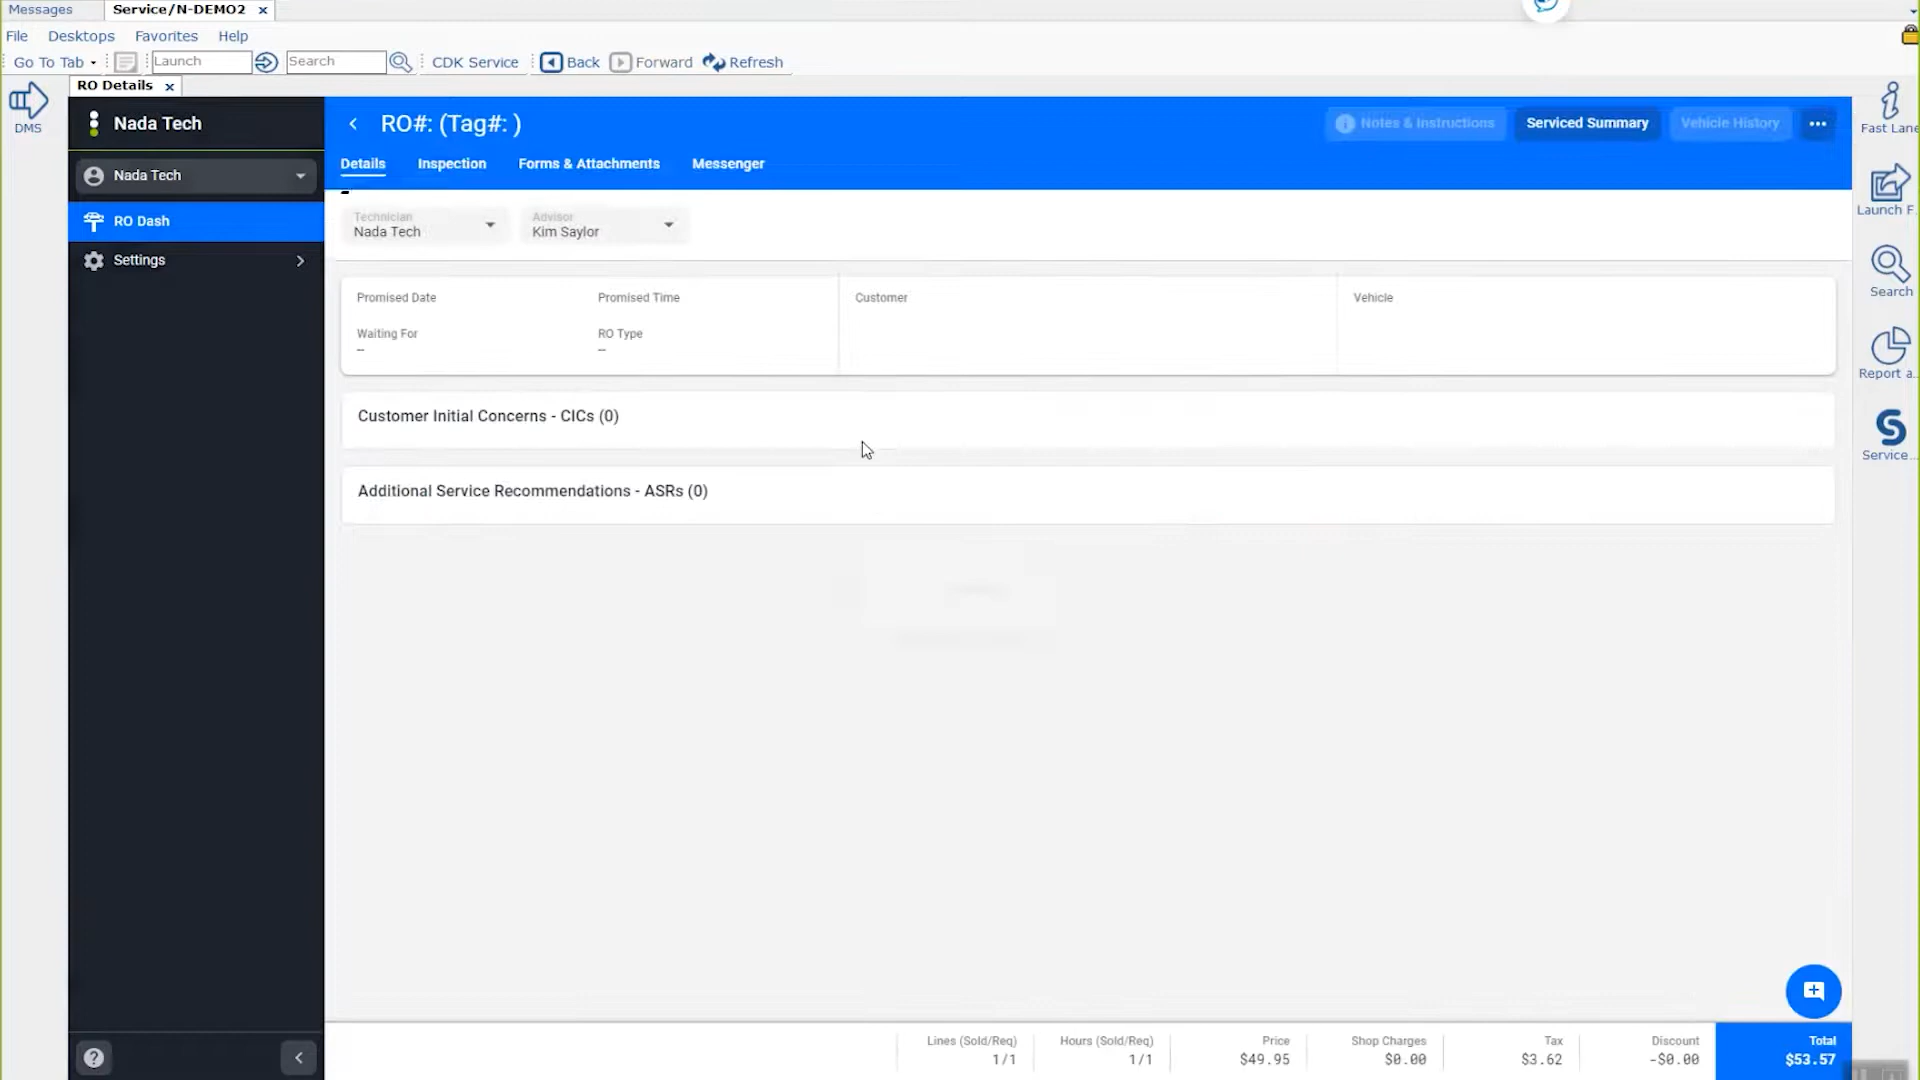 Messages
Service/N-DEMO2 x
File Desktops Favorites Help
Go To Tab Launch Search CDK Service Back Forward Refresh
RO Details x
DMS
Nada Tech
Nada Tech
RO Dash
Settings
RO#: (Tag#: )
Notes & Instructions Serviced Summary Vehicle History ...
Details Inspection Forms & Attachments Messenger
Technician
Nada Tech
Advisor
Kim Saylor
Promised Date
Promised Time
Waiting For
--
RO Type
--
Customer
Vehicle
Customer Initial Concerns - CICs (0)
Additional Service Recommendations - ASRs (0)
Fast Lane
Launch F...
Search
Report a...
Service...
Lines (Sold/Req)
1/1
Hours (Sold/Req)
1/1
Price
$49.95
Shop Charges
$0.00
Tax
$3.62
Discount
-$0.00
Total
$53.57